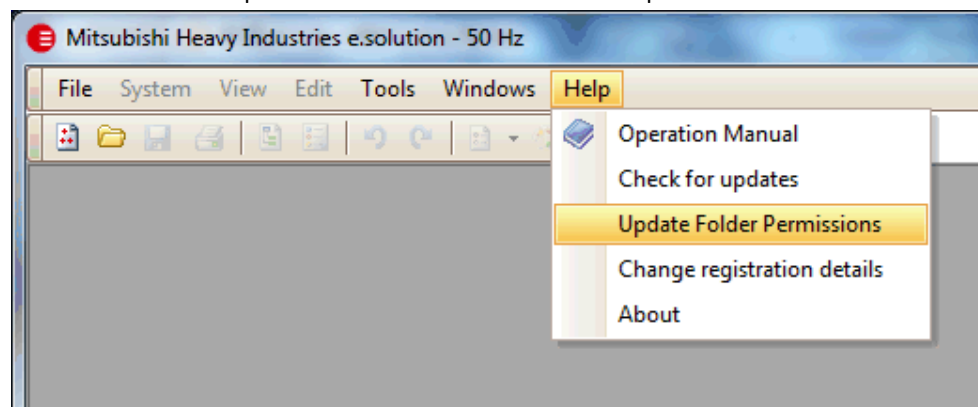 Mitsubishi Heavy Industries e.solution - 50 Hz
File System View Edit Tools Windows Help
Operation Manual
Check for updates
Update Folder Permissions
Change registration details
About